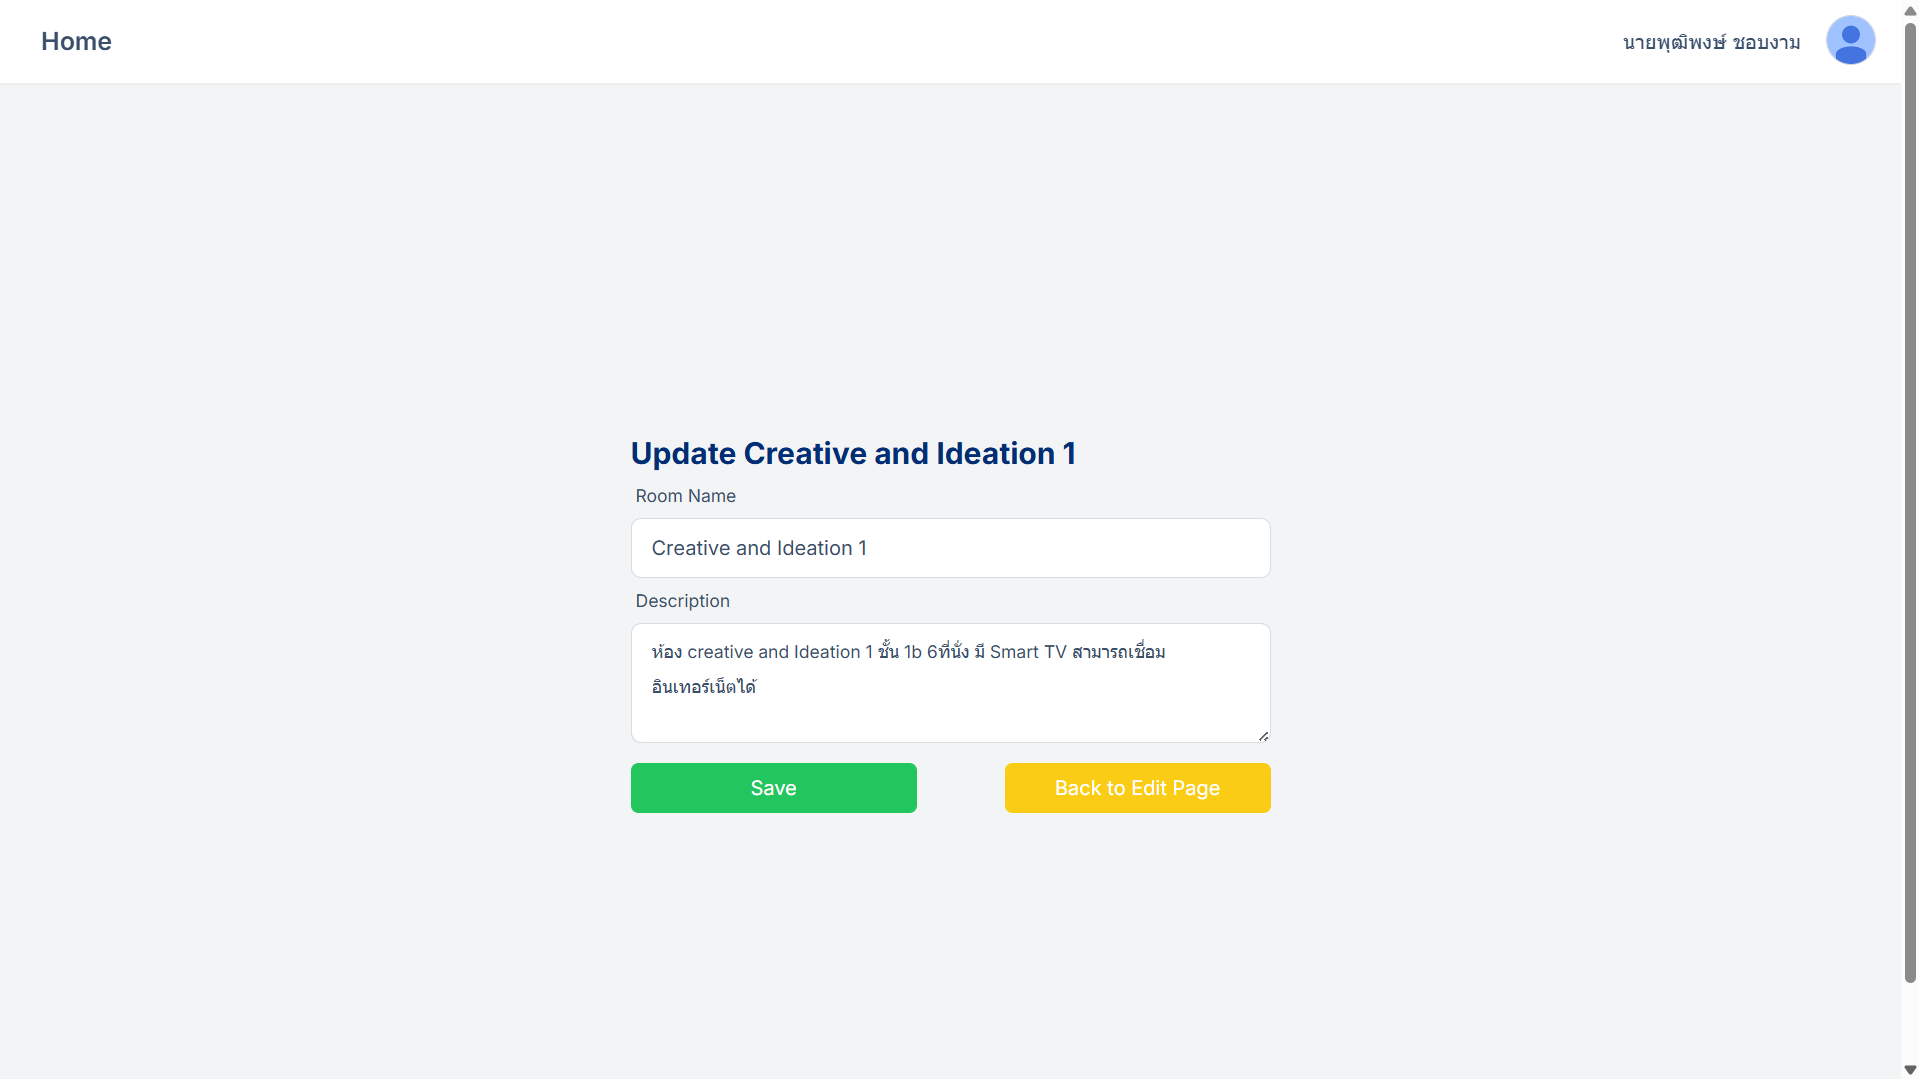 Home
นายพุฒิพงษ์ ชอบงาม
Update Creative and Ideation 1
Room Name
Creative and Ideation 1
Description
ห้อง creative and Ideation 1 ชั้น 1b 6ที่นั่ง มี Smart TV สามารถเชื่อม
อินเทอร์เน็ตได้
Save
Back to Edit Page